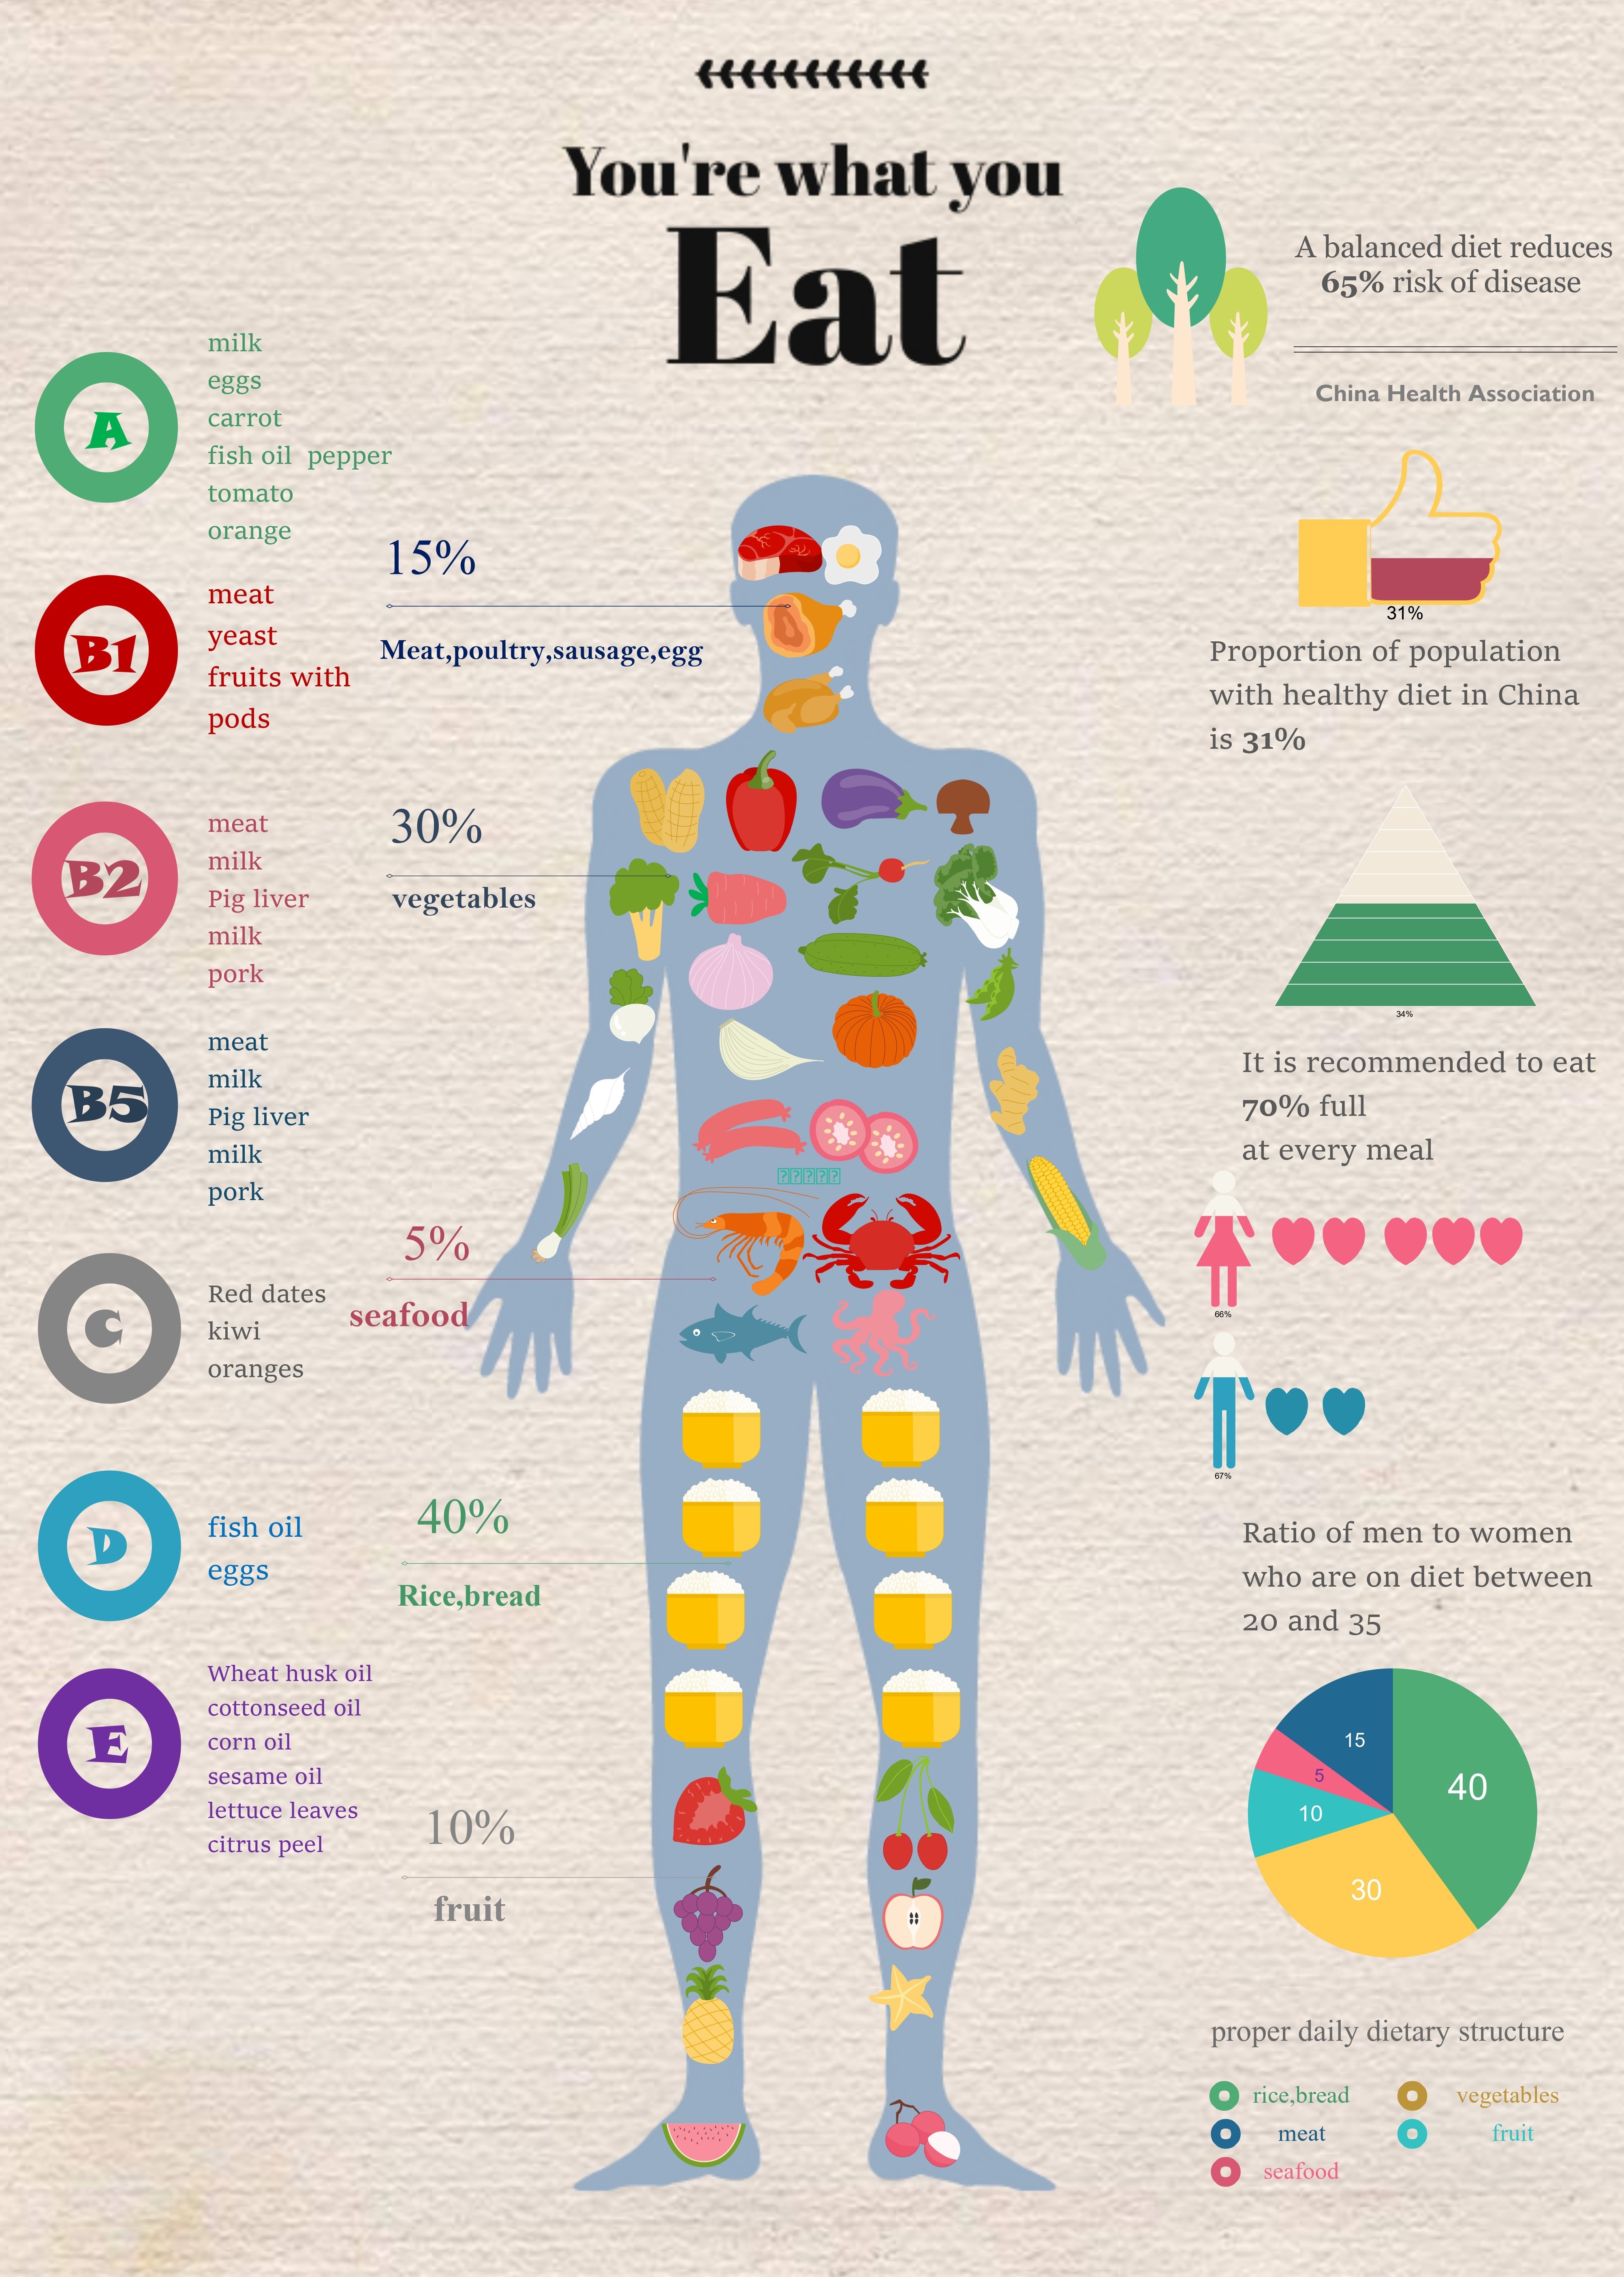 You're what you
Eat
A balanced diet reduces
65% risk of disease
China Health Association
A
milk
eggs
carrot
fish oil  pepper
tomato
orange
B1
meat
yeast
fruits with
pods
B2
meat
milk
Pig liver
milk
pork
B5
meat
milk
Pig liver
milk
pork
C
Red dates
kiwi
oranges
D
fish oil
eggs
E
Wheat husk oil
cottonseed oil
corn oil
sesame oil
lettuce leaves
citrus peel
15%
Meat,poultry,sausage,egg
30%
vegetables
5%
seafood
40%
Rice,bread
10%
fruit
31%
Proportion of population
with healthy diet in China
is 31%
34%
It is recommended to eat
70% full
at every meal
66%
67%
Ratio of men to women
who are on diet between
20 and 35
15
40
5
10
30
proper daily dietary structure
rice,bread
vegetables
meat
fruit
seafood